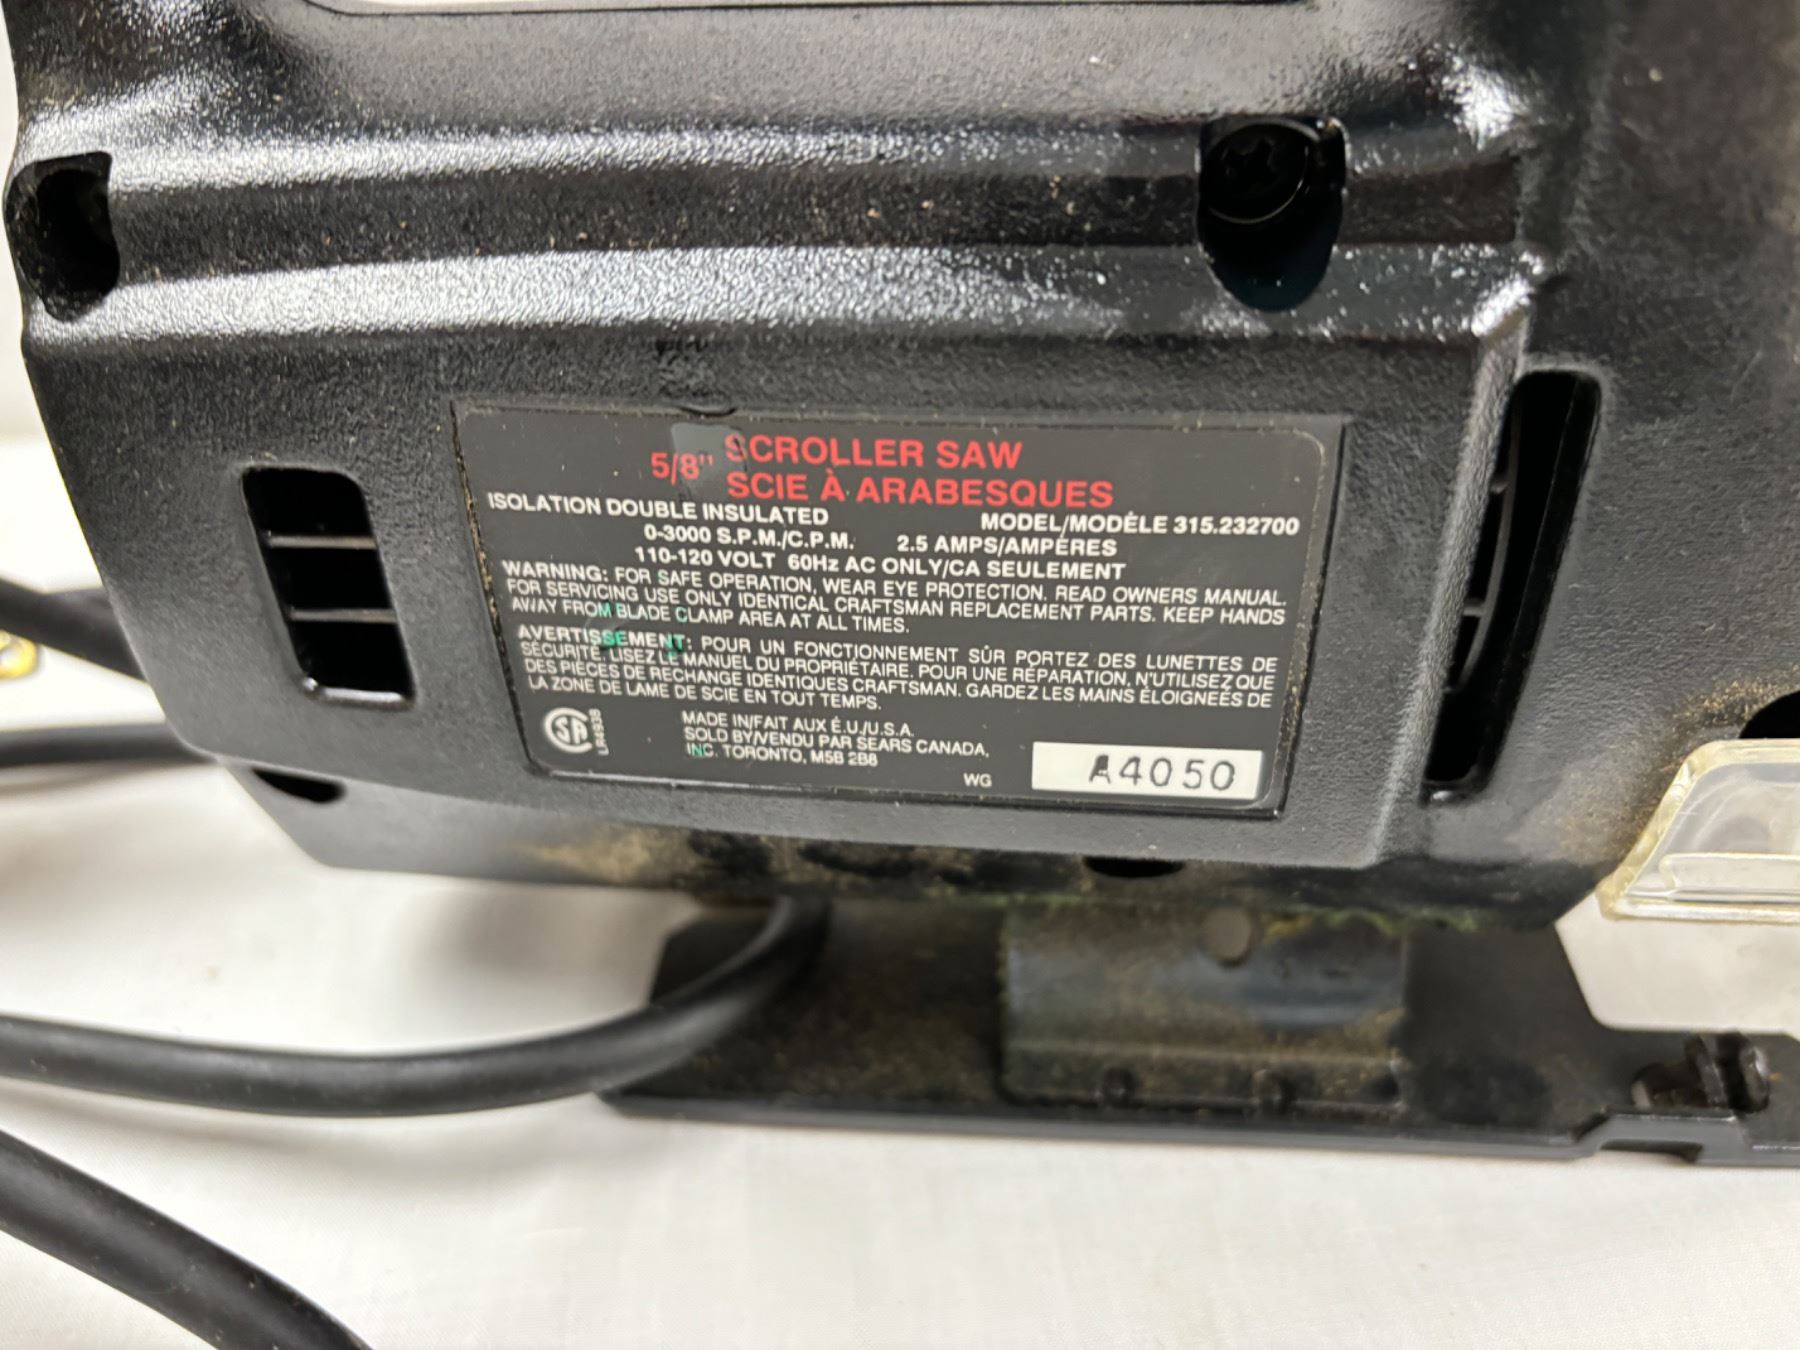 5/8" SCROLLER SAW
SCIE À ARABESQUES
ISOLATION DOUBLE INSULATED MODEL/MODÈLE 315.232700
0-3000 S.P.M./C.P.M. 2.5 AMPS/AMPÈRES
110-120 VOLT 60Hz AC ONLY/CA SEULEMENT
WARNING: FOR SAFE OPERATION, WEAR EYE PROTECTION. READ OWNERS MANUAL.
FOR SERVICING USE ONLY IDENTICAL CRAFTSMAN REPLACEMENT PARTS. KEEP HANDS
AWAY FROM BLADE CLAMP AREA AT ALL TIMES.
AVERTISSEMENT: POUR UN FONCTIONNEMENT SÛR PORTEZ DES LUNETTES DE
SÉCURITÉ. LISEZ LE MANUEL DU PROPRIÉTAIRE. POUR UNE RÉPARATION, N'UTILISEZ QUE
DES PIÈCES DE RECHANGE IDENTIQUES CRAFTSMAN. GARDEZ LES MAINS ÉLOIGNÉES DE
LA ZONE DE LAME DE SCIE EN TOUT TEMPS.
SA
LR4938
MADE IN/FAIT AUX É.U./U.S.A.
SOLD BY/VENDU PAR SEARS CANADA,
INC. TORONTO, M5B 2B8
WG
A4050